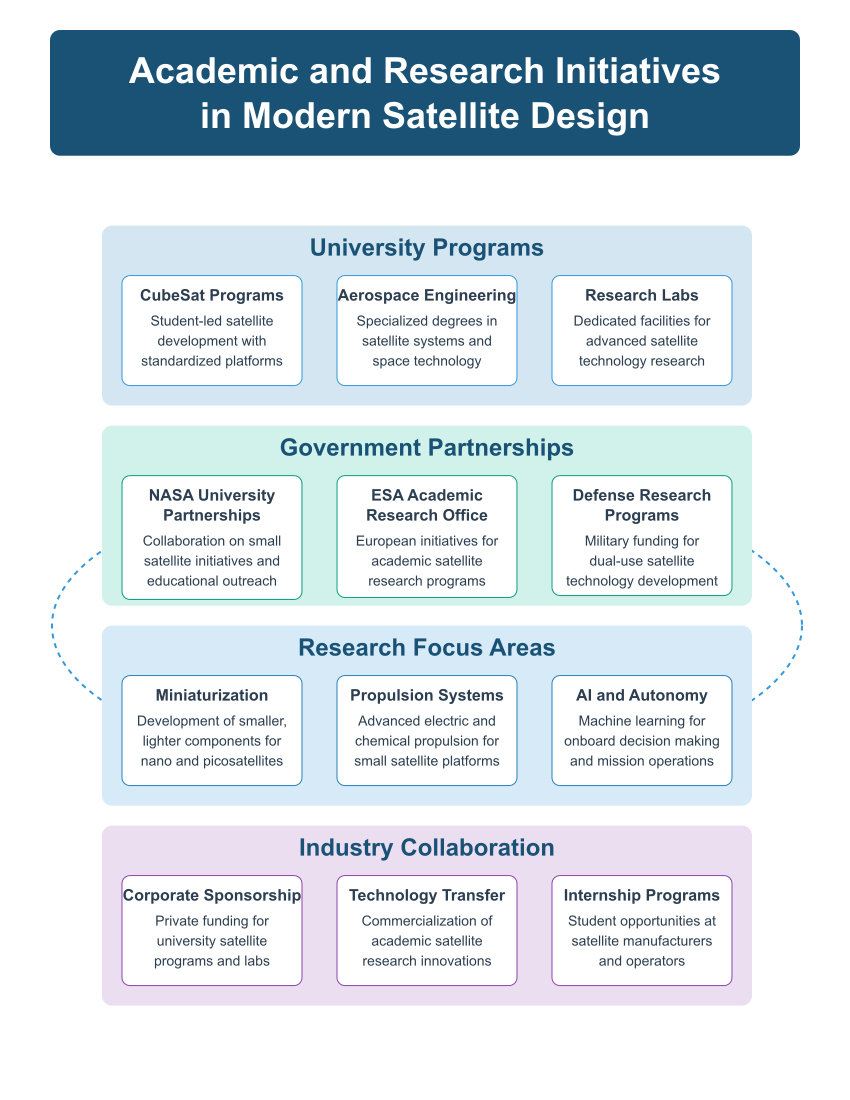 Academic and Research Initiatives
in Modern Satellite Design
University Programs
CubeSat Programs
Student-led satellite
development with
standardized platforms
Aerospace Engineering
Specialized degrees in
satellite systems and
space technology
Research Labs
Dedicated facilities for
advanced satellite
technology research
Government Partnerships
NASA University
Partnerships
Collaboration on small
satellite initiatives and
educational outreach
ESA Academic
Research Office
European initiatives for
academic satellite
research programs
Defense Research
Programs
Military funding for
dual-use satellite
technology development
Research Focus Areas
Miniaturization
Development of smaller,
lighter components for
nano and picosatellites
Propulsion Systems
Advanced electric and
chemical propulsion for
small satellite platforms
AI and Autonomy
Machine learning for
onboard decision making
and mission operations
Industry Collaboration
Corporate Sponsorship
Private funding for
university satellite
programs and labs
Technology Transfer
Commercialization of
academic satellite
research innovations
Internship Programs
Student opportunities at
satellite manufacturers
and operators